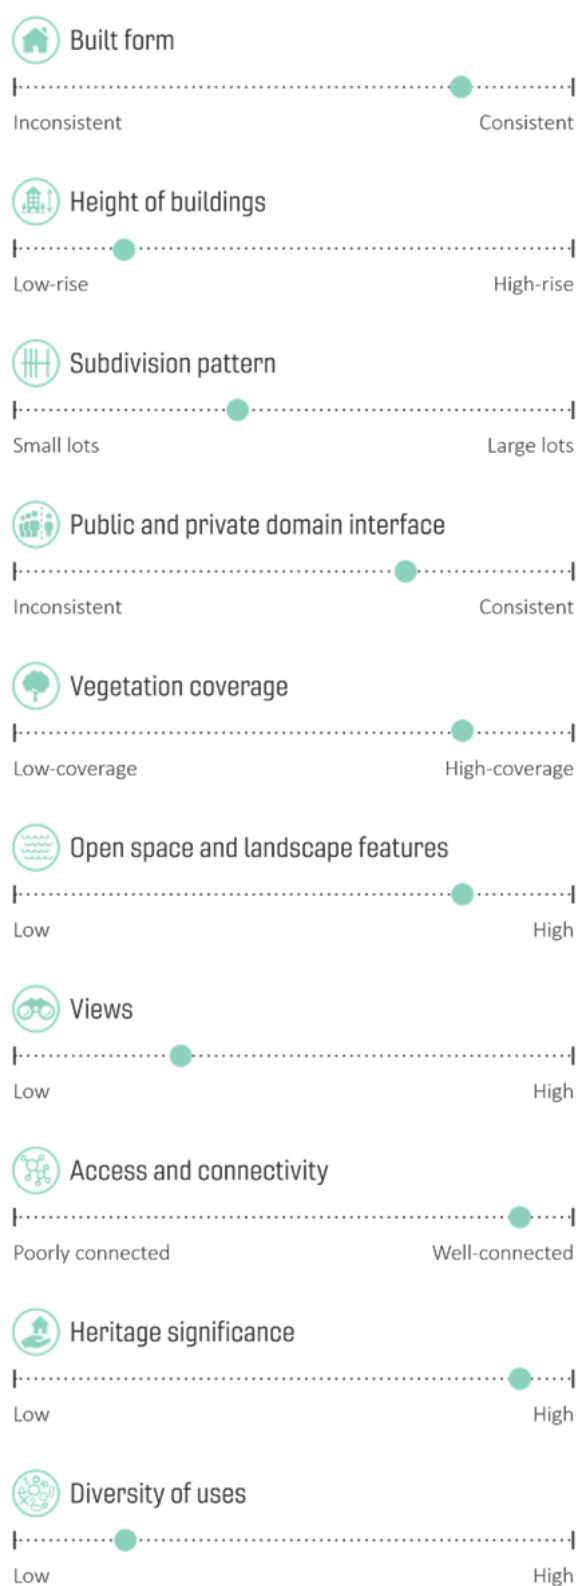 Built form
Inconsistent Consistent
Height of buildings
Low-rise High-rise
Subdivision pattern
Small lots Large lots
Public and private domain interface
Inconsistent Consistent
Vegetation coverage
Low-coverage High-coverage
Open space and landscape features
Low High
Views
Low High
Access and connectivity
Poorly connected Well-connected
Heritage significance
Low High
Diversity of uses
Low High